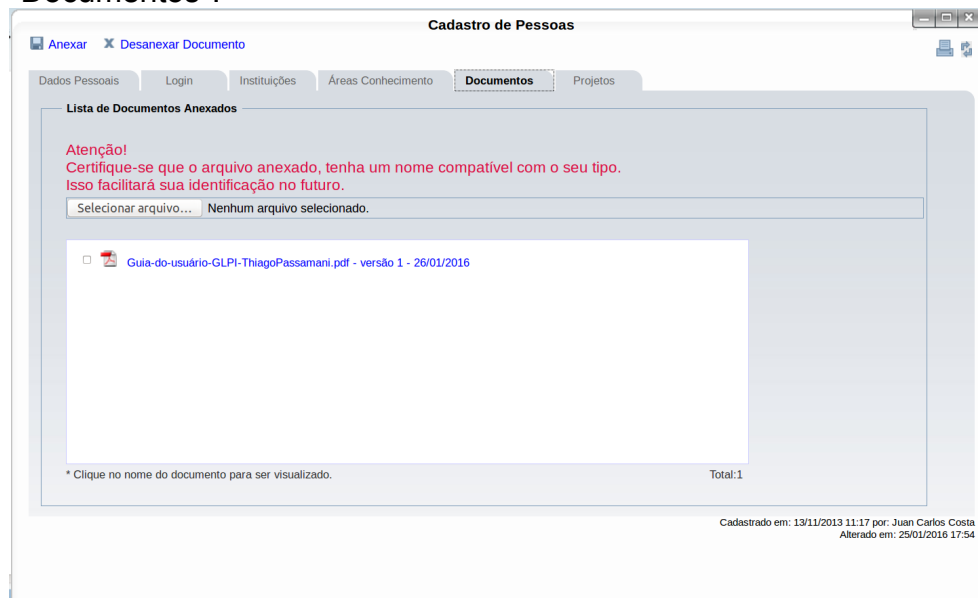 Documentos".
Cadastro de Pessoas
Anexar X Desanexar Documento
Dados Pessoais Login Instituições Áreas Conhecimento Documentos Projetos
Lista de Documentos Anexados
Atenção!
Certifique-se que o arquivo anexado, tenha um nome compatível com o seu tipo.
Isso facilitará sua identificação no futuro.
Selecionar arquivo... Nenhum arquivo selecionado.
Guia-do-usuário-GLPI-ThiagoPassamani.pdf - versão 1 - 26/01/2016
* Clique no nome do documento para ser visualizado. Total:1
Cadastrado em: 13/11/2013 11:17 por: Juan Carlos Costa
Alterado em: 25/01/2016 17:54